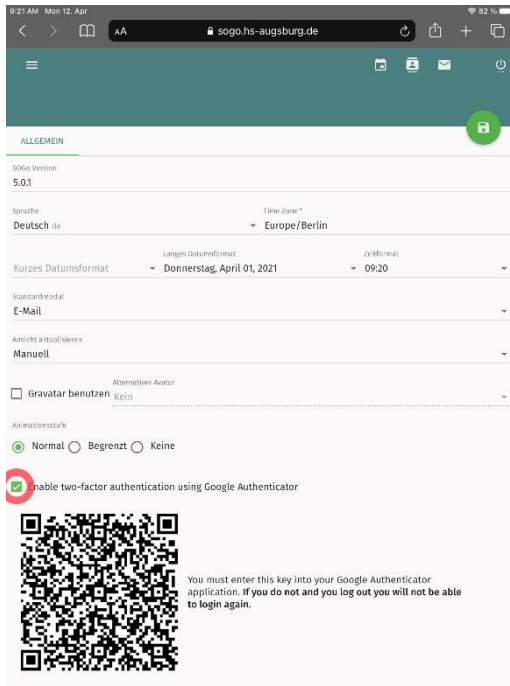 9:21 AM Mon 12. Apr
82 %
AA sogo.hs-augsburg.de
ALLGEMEIN
SOGo Version
5.0.1
Sprache Time Zone *
Deutsch de Europe/Berlin
Langes Datumsformat Zeitformat
Kurzes Datumsformat Donnerstag, April 01, 2021 09:20
Standardmodul
E-Mail
Ansicht aktualisieren
Manuell
Alternativer Avatar
Gravatar benutzen Kein
Animationsstufe
Normal Begrenzt Keine
Enable two-factor authentication using Google Authenticator
You must enter this key into your Google Authenticator
application. If you do not and you log out you will not be able
to login again.